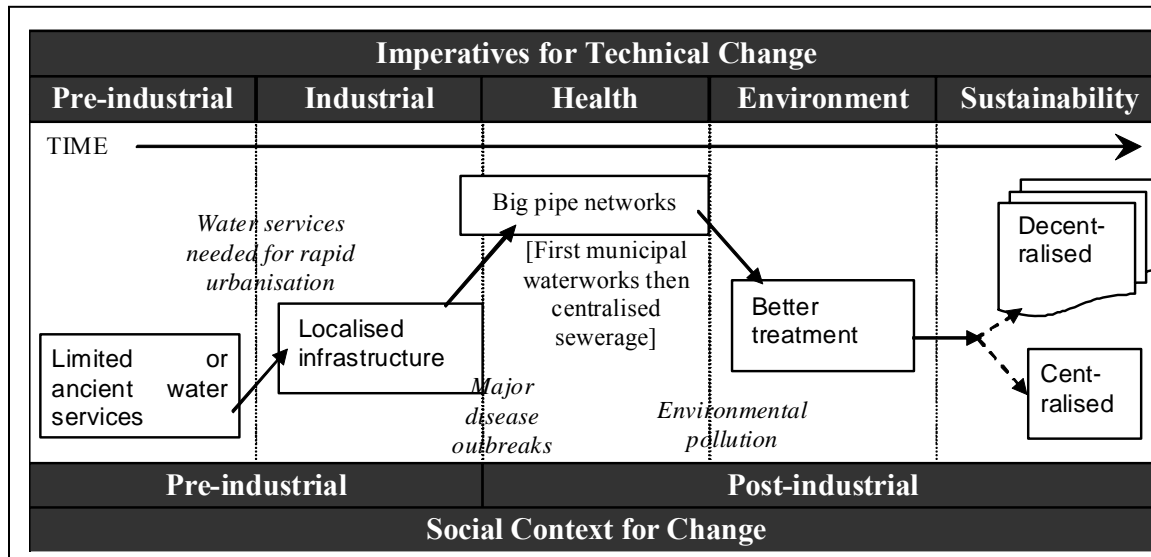 Imperatives for Technical Change
Pre-industrial Industrial Health Environment Sustainability
TIME
Water services
needed for rapid
urbanisation
Limited or
ancient water
services
Localised
infrastructure
Major
disease
outbreaks
Big pipe networks
[First municipal
waterworks then
centralised
sewerage]
Environmental
pollution
Better
treatment
Decent-
ralised
Cent-
ralised
Pre-industrial Post-industrial
Social Context for Change